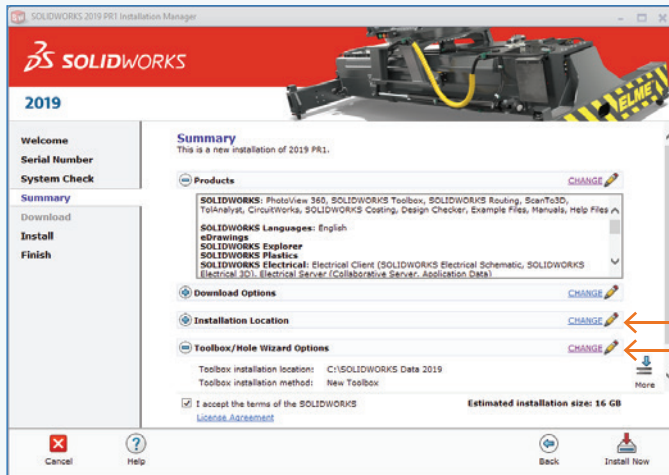 SOLIDWORKS 2019 PR1 Installation Manager
SOLIDWORKS
ELME
2019
Welcome
Serial Number
System Check
Summary
Download
Install
Finish
Summary
This is a new installation of 2019 PR1.
Products
CHANGE
SOLIDWORKS: PhotoView 360, SOLIDWORKS Toolbox, SOLIDWORKS Routing, ScanTo3D,
TolAnalyst, CircuitWorks, SOLIDWORKS Costing, Design Checker, Example Files, Manuals, Help Files
SOLIDWORKS Languages: English
eDrawings
SOLIDWORKS Explorer
SOLIDWORKS Plastics
SOLIDWORKS Electrical: Electrical Client (SOLIDWORKS Electrical Schematic, SOLIDWORKS
Electrical 3D), Electrical Server (Collaborative Server, Application Data)
Download Options
CHANGE
Installation Location
CHANGE
Toolbox/Hole Wizard Options
CHANGE
Toolbox installation location: C:\SOLIDWORKS Data 2019
Toolbox installation method: New Toolbox
More
I accept the terms of the SOLIDWORKS
License Agreement
Estimated installation size: 16 GB
Cancel
Help
Back
Install Now